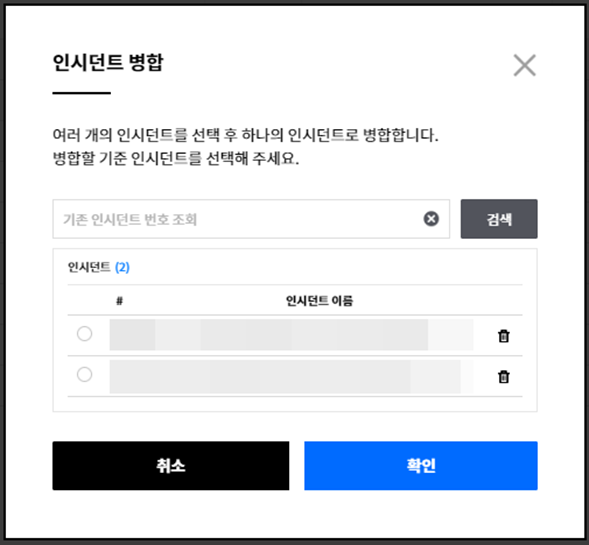 인시던트 병합
여러 개의 인시던트를 선택 후 하나의 인시던트로 병합합니다.
병합할 기준 인시던트를 선택해 주세요.
기존 인시던트 번호 조회
검색
인시던트 (2)
# 인시던트 이름
취소
확인